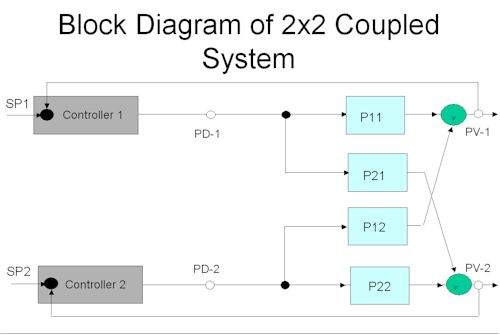 Block Diagram of 2x2 Coupled
System
SP1
Controller 1
PD-1
P11
PV-1
P21
P12
SP2
Controller 2
PD-2
P22
PV-2